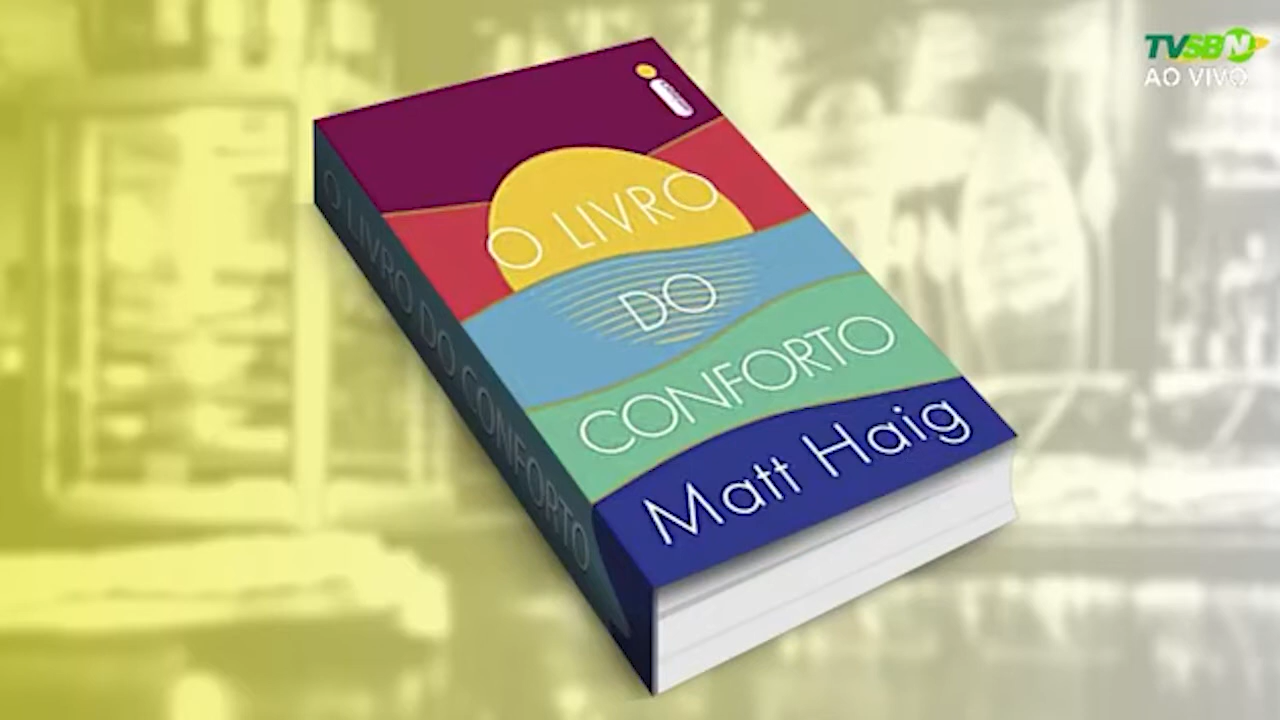 TVSBN
AO VIVO
O LIVRO
DO
CONFORTO
Matt Haig
O LIVRO DO CONFORTO